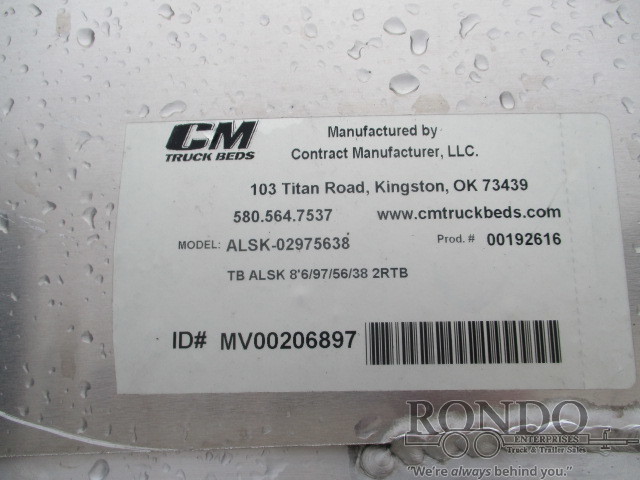 CM
TRUCK BEDS
Manufactured by
Contract Manufacturer, LLC.
103 Titan Road, Kingston, OK 73439
580.564.7537 www.cmtruckbeds.com
MODEL: ALSK-02975638 Prod. # 00192616
TB ALSK 8'6/97/56/38 2RTB
ID# MV00206897
RONDO
ENTERPRISES
Truck & Trailer Sales
"We're always behind you."